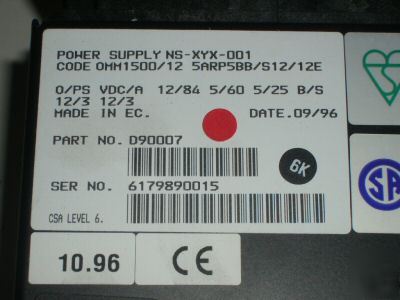 POWER SUPPLY NS-XYX-001
CODE OMM1500/12 5ARP5BB/S12/12E
O/PS VDC/A 12/84 5/60 5/25 B/S
12/3 12/3
MADE IN EC. DATE.09/96
PART NO. D90007
6K
SER NO. 6179890015
CSA LEVEL 6.
SA
10.96 CE